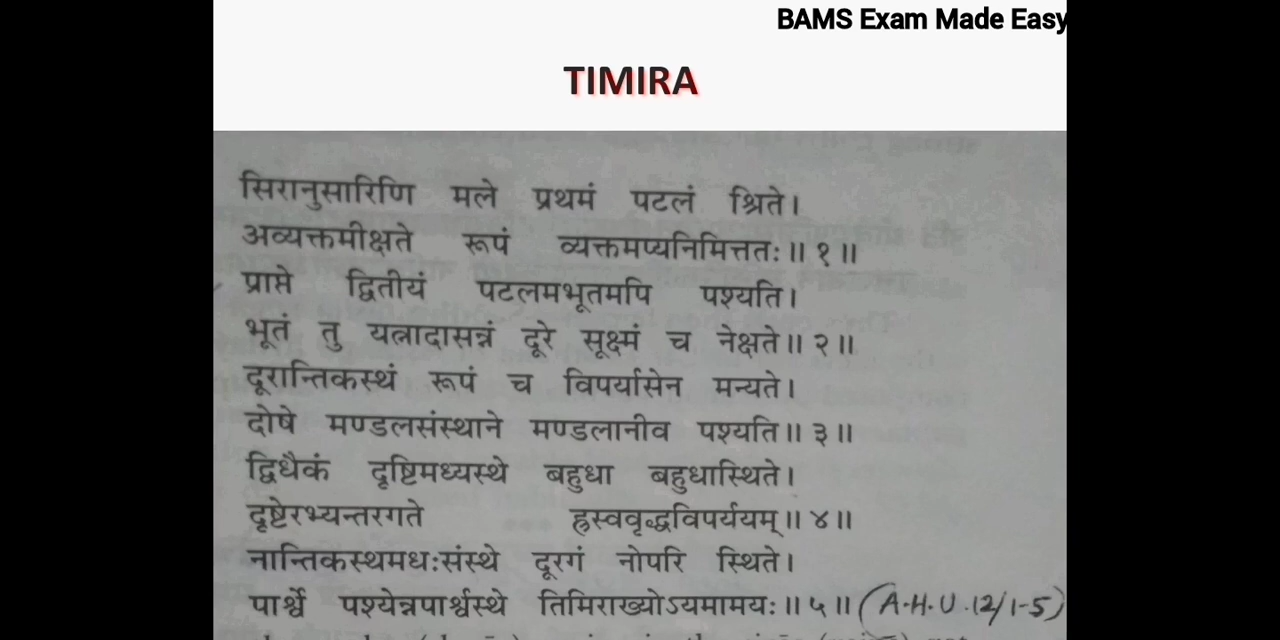 BAMS Exam Made Easy
TIMIRA
सिरानुसारिणि मले प्रथमं पटलं श्रिते।
अव्यक्तमीक्षते रूपं व्यक्तमप्यनिमित्ततः॥ १॥
प्राप्ते द्वितीयं पटलमभूतमपि पश्यति।
भूतं तु यत्नादासन्नं दूरे सूक्ष्मं च नेक्षते॥ २॥
दूरान्तिकस्थं रूपं च विपर्यासेन मन्यते।
दोषे मण्डलसंस्थाने मण्डलानीव पश्यति॥ ३॥
द्विधैकं दृष्टिमध्यस्थे बहुधा बहुधास्थिते।
दृष्टेरभ्यन्तरगते ह्रस्ववृद्धविपर्ययम्॥ ४॥
नान्तिकस्थमधःसंस्थे दूरगं नोपरि स्थिते।
पार्श्वे पश्येन्नपार्श्वस्थे तिमिराख्योऽयमामयः॥ ५॥ (A.H.U.12/1-5)